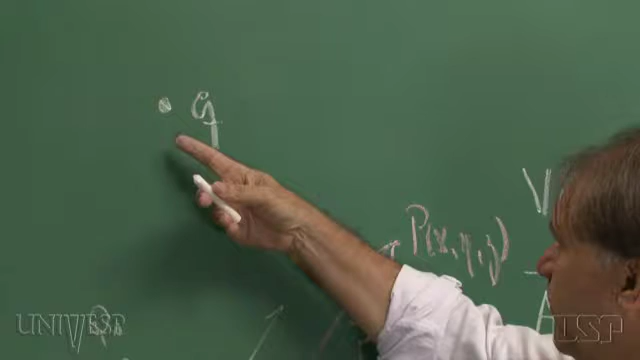 q
P(x, y, z)
V
UNIVESP
USP